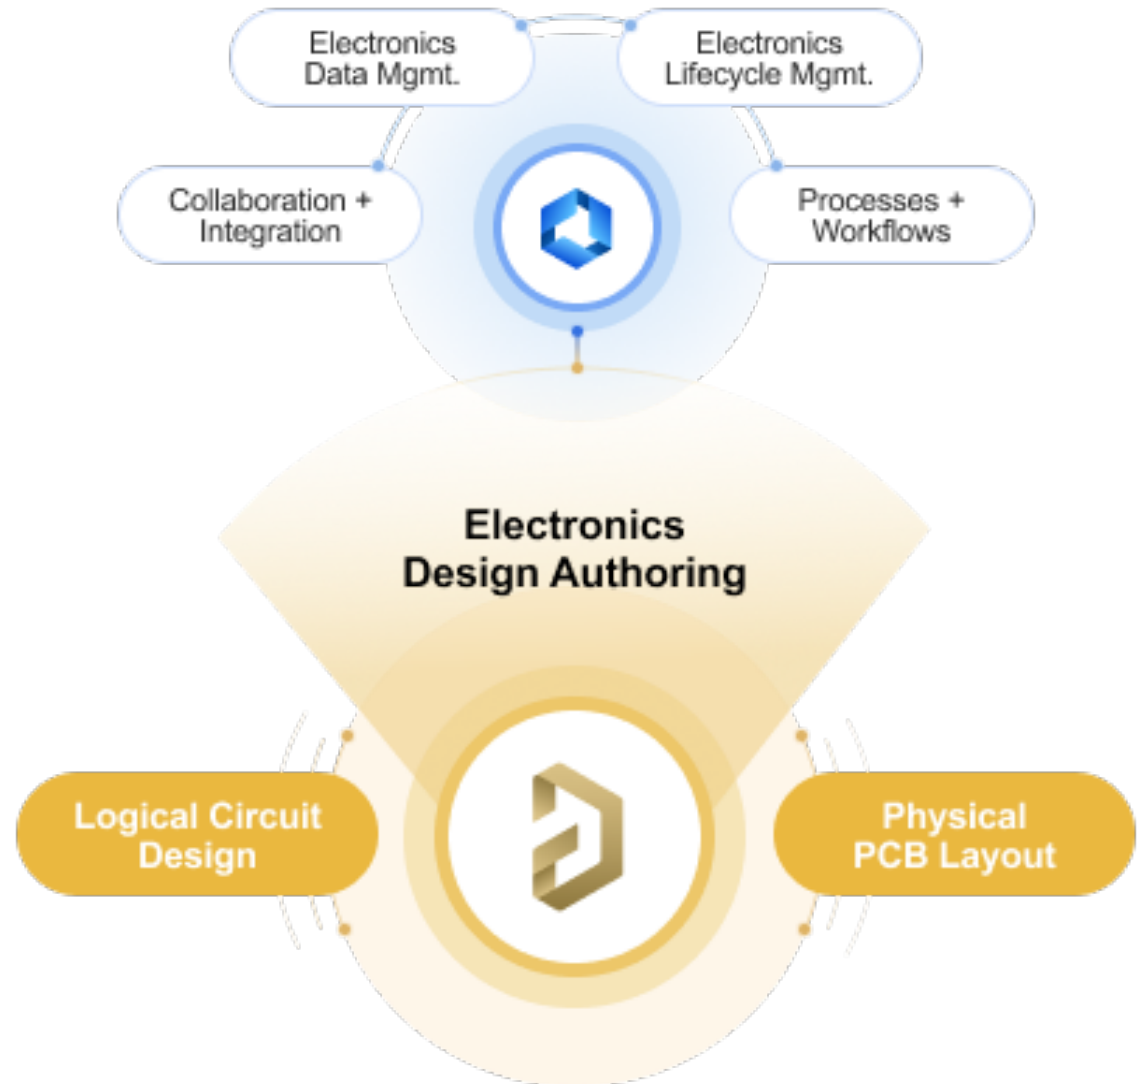 Electronics
Data Mgmt.
Electronics
Lifecycle Mgmt.
Collaboration +
Integration
Processes +
Workflows
Electronics
Design Authoring
Logical Circuit
Design
Physical
PCB Layout